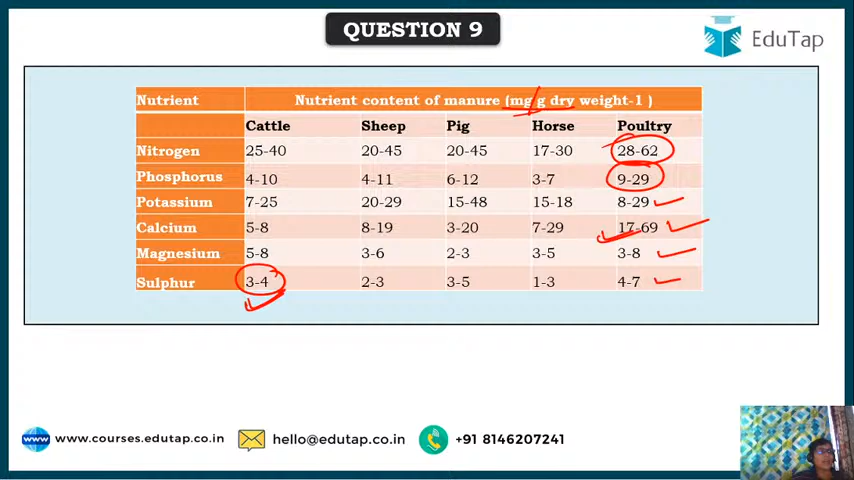 QUESTION 9
EduTap
Nutrient Nutrient content of manure (mg g dry weight-1 )
Cattle Sheep Pig Horse Poultry
Nitrogen 25-40 20-45 20-45 17-30 28-62
Phosphorus 4-10 4-11 6-12 3-7 9-29
Potassium 7-25 20-29 15-48 15-18 8-29
Calcium 5-8 8-19 3-20 7-29 17-69
Magnesium 5-8 3-6 2-3 3-5 3-8
Sulphur 3-4 2-3 3-5 1-3 4-7
www www.courses.edutap.co.in hello@edutap.co.in +91 8146207241